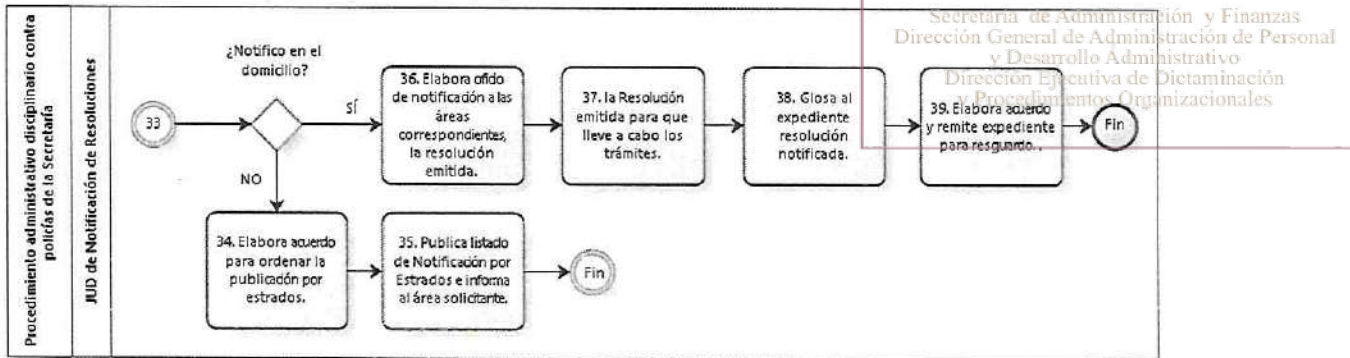 Secretaría de Administración y Finanzas
Dirección General de Administración de Personal
y Desarrollo Administrativo
Dirección Ejecutiva de Dictaminación
y Procedimientos Organizacionales
Procedimiento administrativo disciplinario contra
policías de la Secretaría
JUD de Notificación de Resoluciones
33
¿Notifico en el
domicilio?
SÍ
NO
36. Elabora oficio
de notificación a las
áreas
correspondientes,
la resolución
emitida.
37. la Resolución
emitida para que
lleve a cabo los
trámites.
38. Glosa al
expediente
resolución
notificada.
39. Elabora acuerdo
y remite expediente
para resguardo. .
Fin
34. Elabora acuerdo
para ordenar la
publicación por
estrados.
35. Publica listado
de Notificación por
Estrados e informa
al área solicitante.
Fin